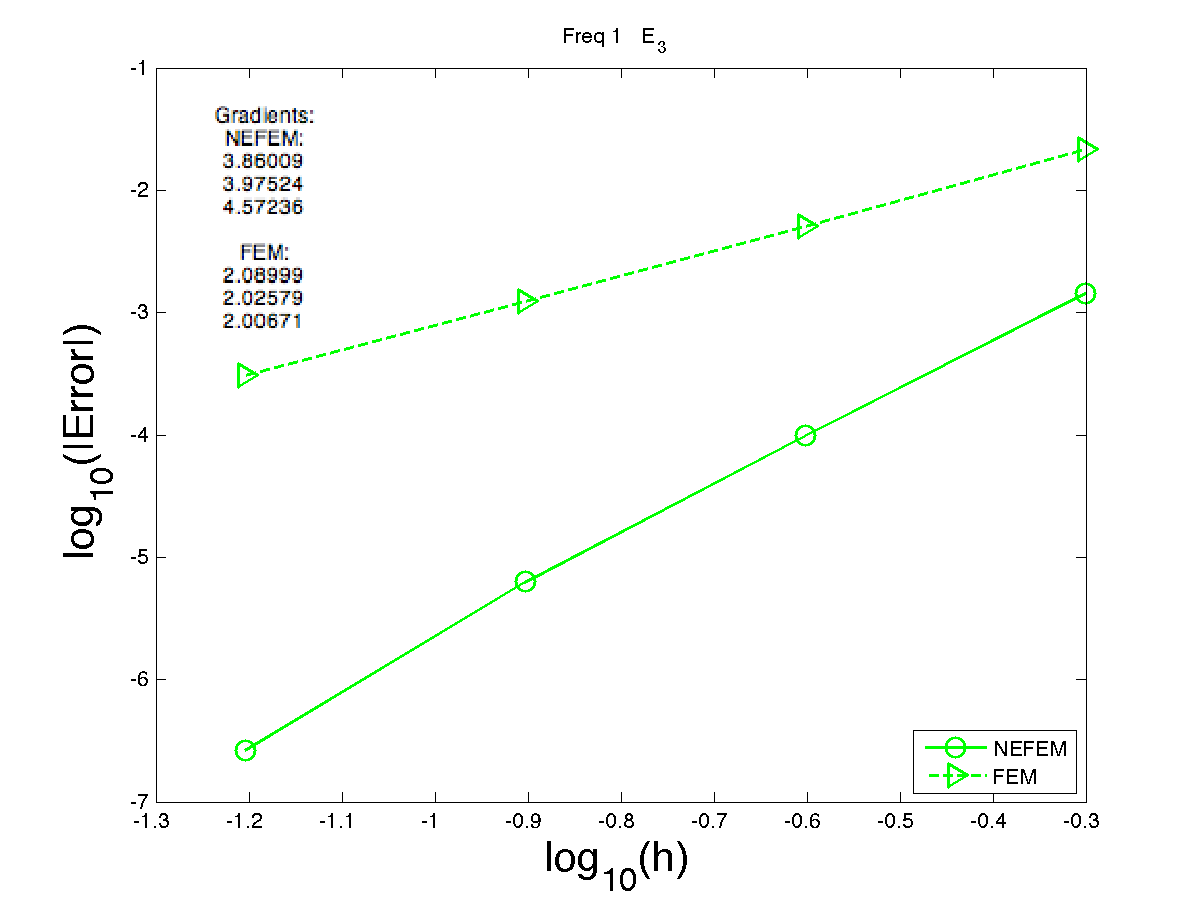 Freq 1 E3
Gradients:
NEFEM:
3.86009
3.97524
4.57236
FEM:
2.08999
2.02579
2.00671
log10(|Error|)
-1
-2
-3
-4
-5
-6
-7
NEFEM
FEM
-1.3 -1.2 -1.1 -1 -0.9 -0.8 -0.7 -0.6 -0.5 -0.4 -0.3
log10(h)